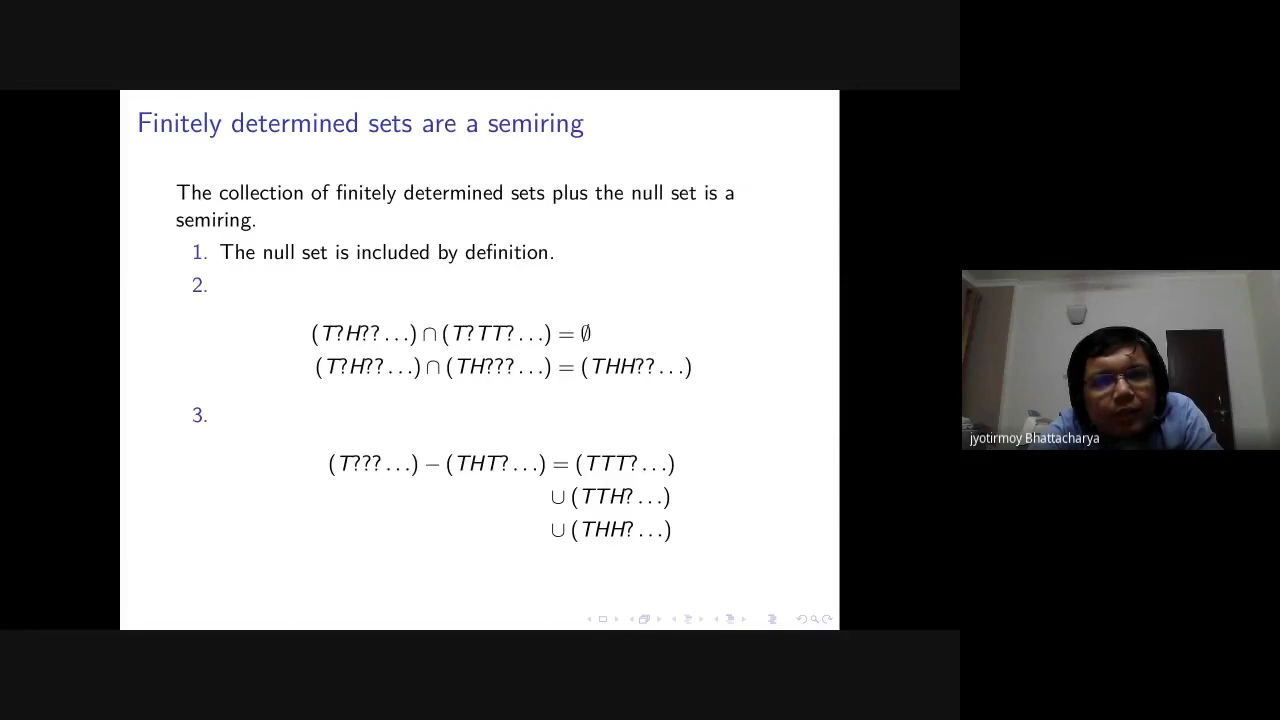 Finitely determined sets are a semiring
The collection of finitely determined sets plus the null set is a
semiring.
1. The null set is included by definition.
2.
(T?H?? . . .) ∩ (T?TT? . . .) = ∅
(T?H?? . . .) ∩ (TH??? . . .) = (THH?? . . .)
3.
(T??? . . .) − (THT? . . .) = (TTT? . . .)
∪ (TTH? . . .)
∪ (THH? . . .)
jyotirmoy Bhattacharya